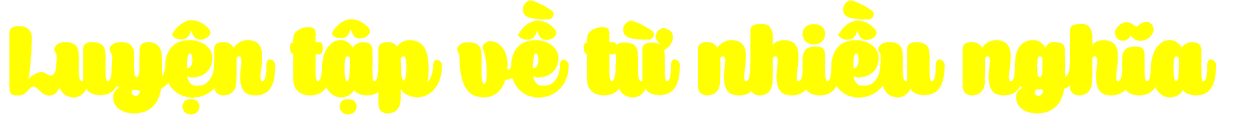 Luyện tập về từ nhiều nghĩa